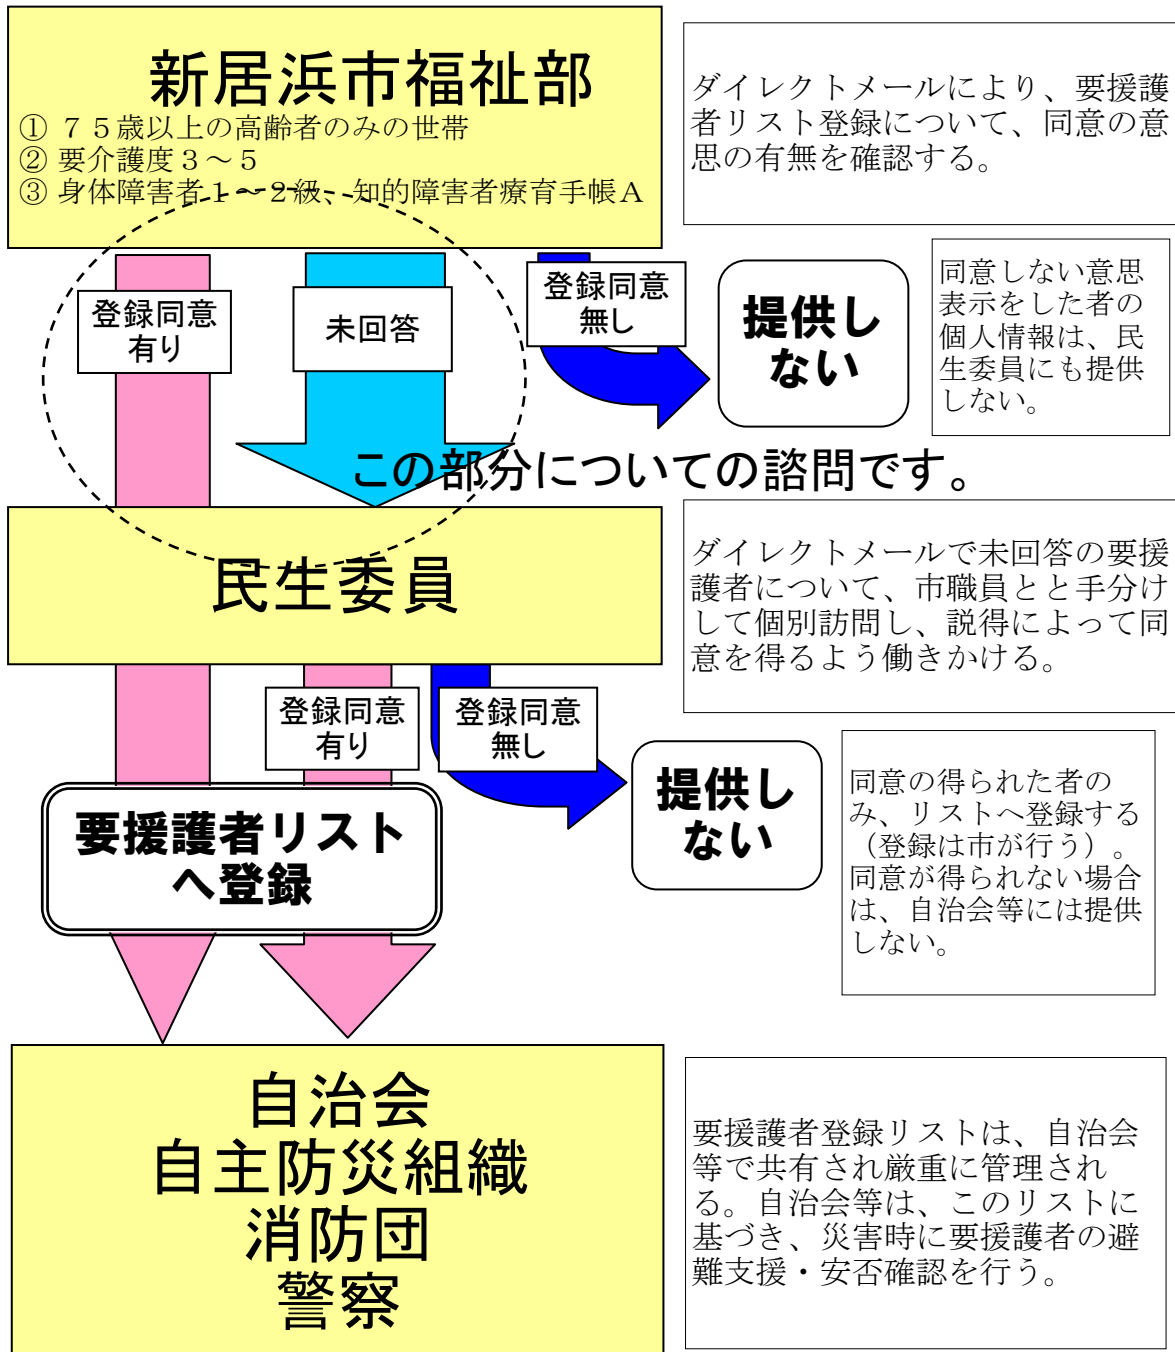 新居浜市福祉部
① ７５歳以上の高齢者のみの世帯
② 要介護度３～５
③ 身体障害者１～２級、知的障害者療育手帳Ａ
ダイレクトメールにより、要援護
者リスト登録について、同意の意
思の有無を確認する。
登録同意
有り
未回答
登録同意
無し
提供し
ない
同意しない意思
表示をした者の
個人情報は、民
生委員にも提供
しない。
この部分についての諮問です。
民生委員
ダイレクトメールで未回答の要援
護者について、市職員とと手分け
して個別訪問し、説得によって同
意を得るよう働きかける。
登録同意
有り
登録同意
無し
提供し
ない
同意の得られた者の
み、リストへ登録する
（登録は市が行う）。
同意が得られない場合
は、自治会等には提供
しない。
要援護者リスト
へ登録
自治会
自主防災組織
消防団
警察
要援護者登録リストは、自治会
等で共有され厳重に管理され
る。自治会等は、このリストに
基づき、災害時に要援護者の避
難支援・安否確認を行う。